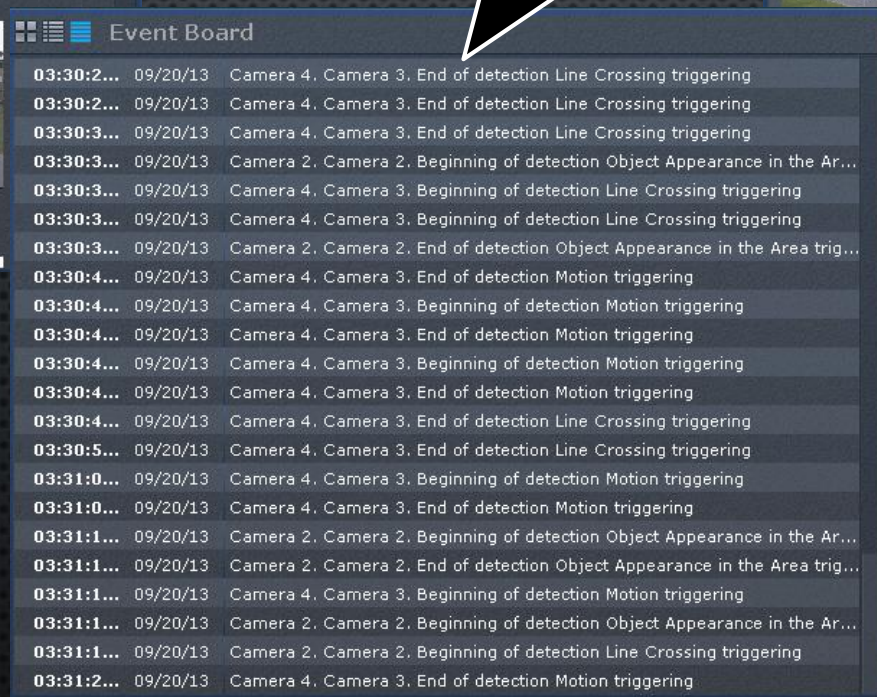 Event Board
03:30:2... 09/20/13 Camera 4. Camera 3. End of detection Line Crossing triggering
03:30:2... 09/20/13 Camera 4. Camera 3. End of detection Line Crossing triggering
03:30:3... 09/20/13 Camera 4. Camera 3. End of detection Line Crossing triggering
03:30:3... 09/20/13 Camera 2. Camera 2. Beginning of detection Object Appearance in the Ar...
03:30:3... 09/20/13 Camera 4. Camera 3. Beginning of detection Line Crossing triggering
03:30:3... 09/20/13 Camera 4. Camera 3. Beginning of detection Line Crossing triggering
03:30:3... 09/20/13 Camera 2. Camera 2. End of detection Object Appearance in the Area trig...
03:30:4... 09/20/13 Camera 4. Camera 3. End of detection Motion triggering
03:30:4... 09/20/13 Camera 4. Camera 3. Beginning of detection Motion triggering
03:30:4... 09/20/13 Camera 4. Camera 3. End of detection Motion triggering
03:30:4... 09/20/13 Camera 4. Camera 3. Beginning of detection Motion triggering
03:30:4... 09/20/13 Camera 4. Camera 3. End of detection Motion triggering
03:30:4... 09/20/13 Camera 4. Camera 3. End of detection Line Crossing triggering
03:30:5... 09/20/13 Camera 4. Camera 3. End of detection Line Crossing triggering
03:31:0... 09/20/13 Camera 4. Camera 3. Beginning of detection Motion triggering
03:31:0... 09/20/13 Camera 4. Camera 3. End of detection Motion triggering
03:31:1... 09/20/13 Camera 2. Camera 2. Beginning of detection Object Appearance in the Ar...
03:31:1... 09/20/13 Camera 2. Camera 2. End of detection Object Appearance in the Area trig...
03:31:1... 09/20/13 Camera 4. Camera 3. Beginning of detection Motion triggering
03:31:1... 09/20/13 Camera 2. Camera 2. Beginning of detection Object Appearance in the Ar...
03:31:1... 09/20/13 Camera 2. Camera 2. Beginning of detection Line Crossing triggering
03:31:2... 09/20/13 Camera 4. Camera 3. End of detection Motion triggering